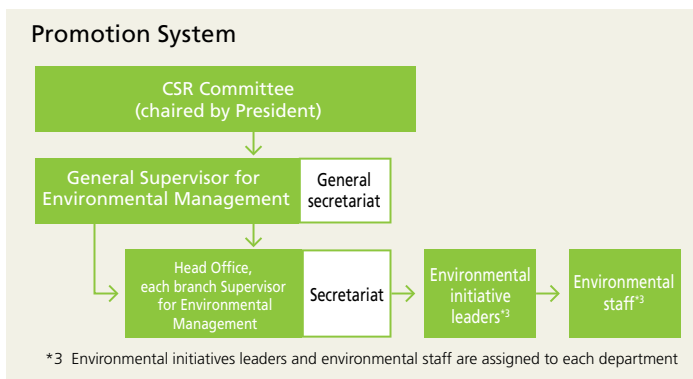 Promotion System
CSR Committee
(chaired by President)
General Supervisor for
Environmental Management
General
secretariat
Head Office,
each branch Supervisor
for Environmental
Management
Secretariat
Environmental
initiative
leaders*3
Environmental
staff*3
*3 Environmental initiatives leaders and environmental staff are assigned to each department